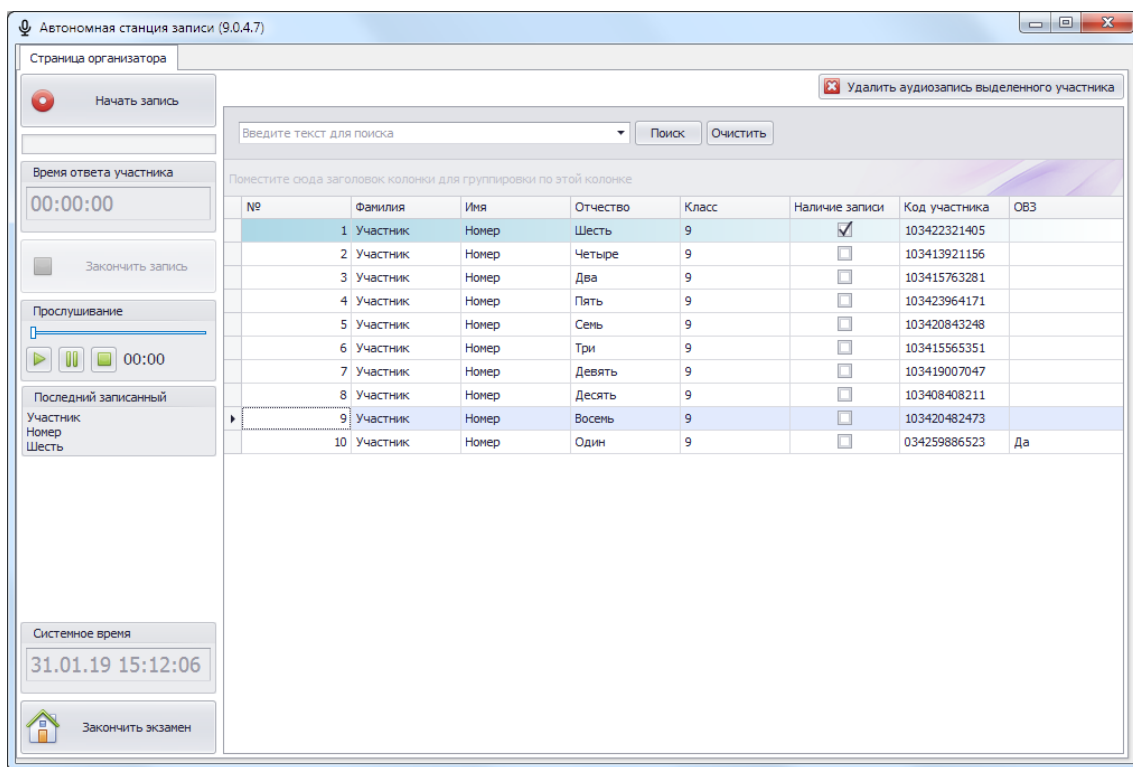 Автономная станция записи (9.0.4.7)
Страница организатора
Начать запись
Удалить аудиозапись выделенного участника
Введите текст для поиска Поиск Очистить
Время ответа участника
00:00:00
Поместите сюда заголовок колонки для группировки по этой колонке
№ Фамилия Имя Отчество Класс Наличие записи Код участника ОВЗ
1 Участник Номер Шесть 9 103422321405
2 Участник Номер Четыре 9 103413921156
3 Участник Номер Два 9 103415763281
4 Участник Номер Пять 9 103423964171
5 Участник Номер Семь 9 103420843248
6 Участник Номер Три 9 103415565351
7 Участник Номер Девять 9 103419007047
8 Участник Номер Десять 9 103408408211
9 Участник Номер Восемь 9 103420482473
10 Участник Номер Один 9 034259886523 Да
Закончить запись
Прослушивание
00:00
Последний записанный
Участник
Номер
Шесть
Системное время
31.01.19 15:12:06
Закончить экзамен